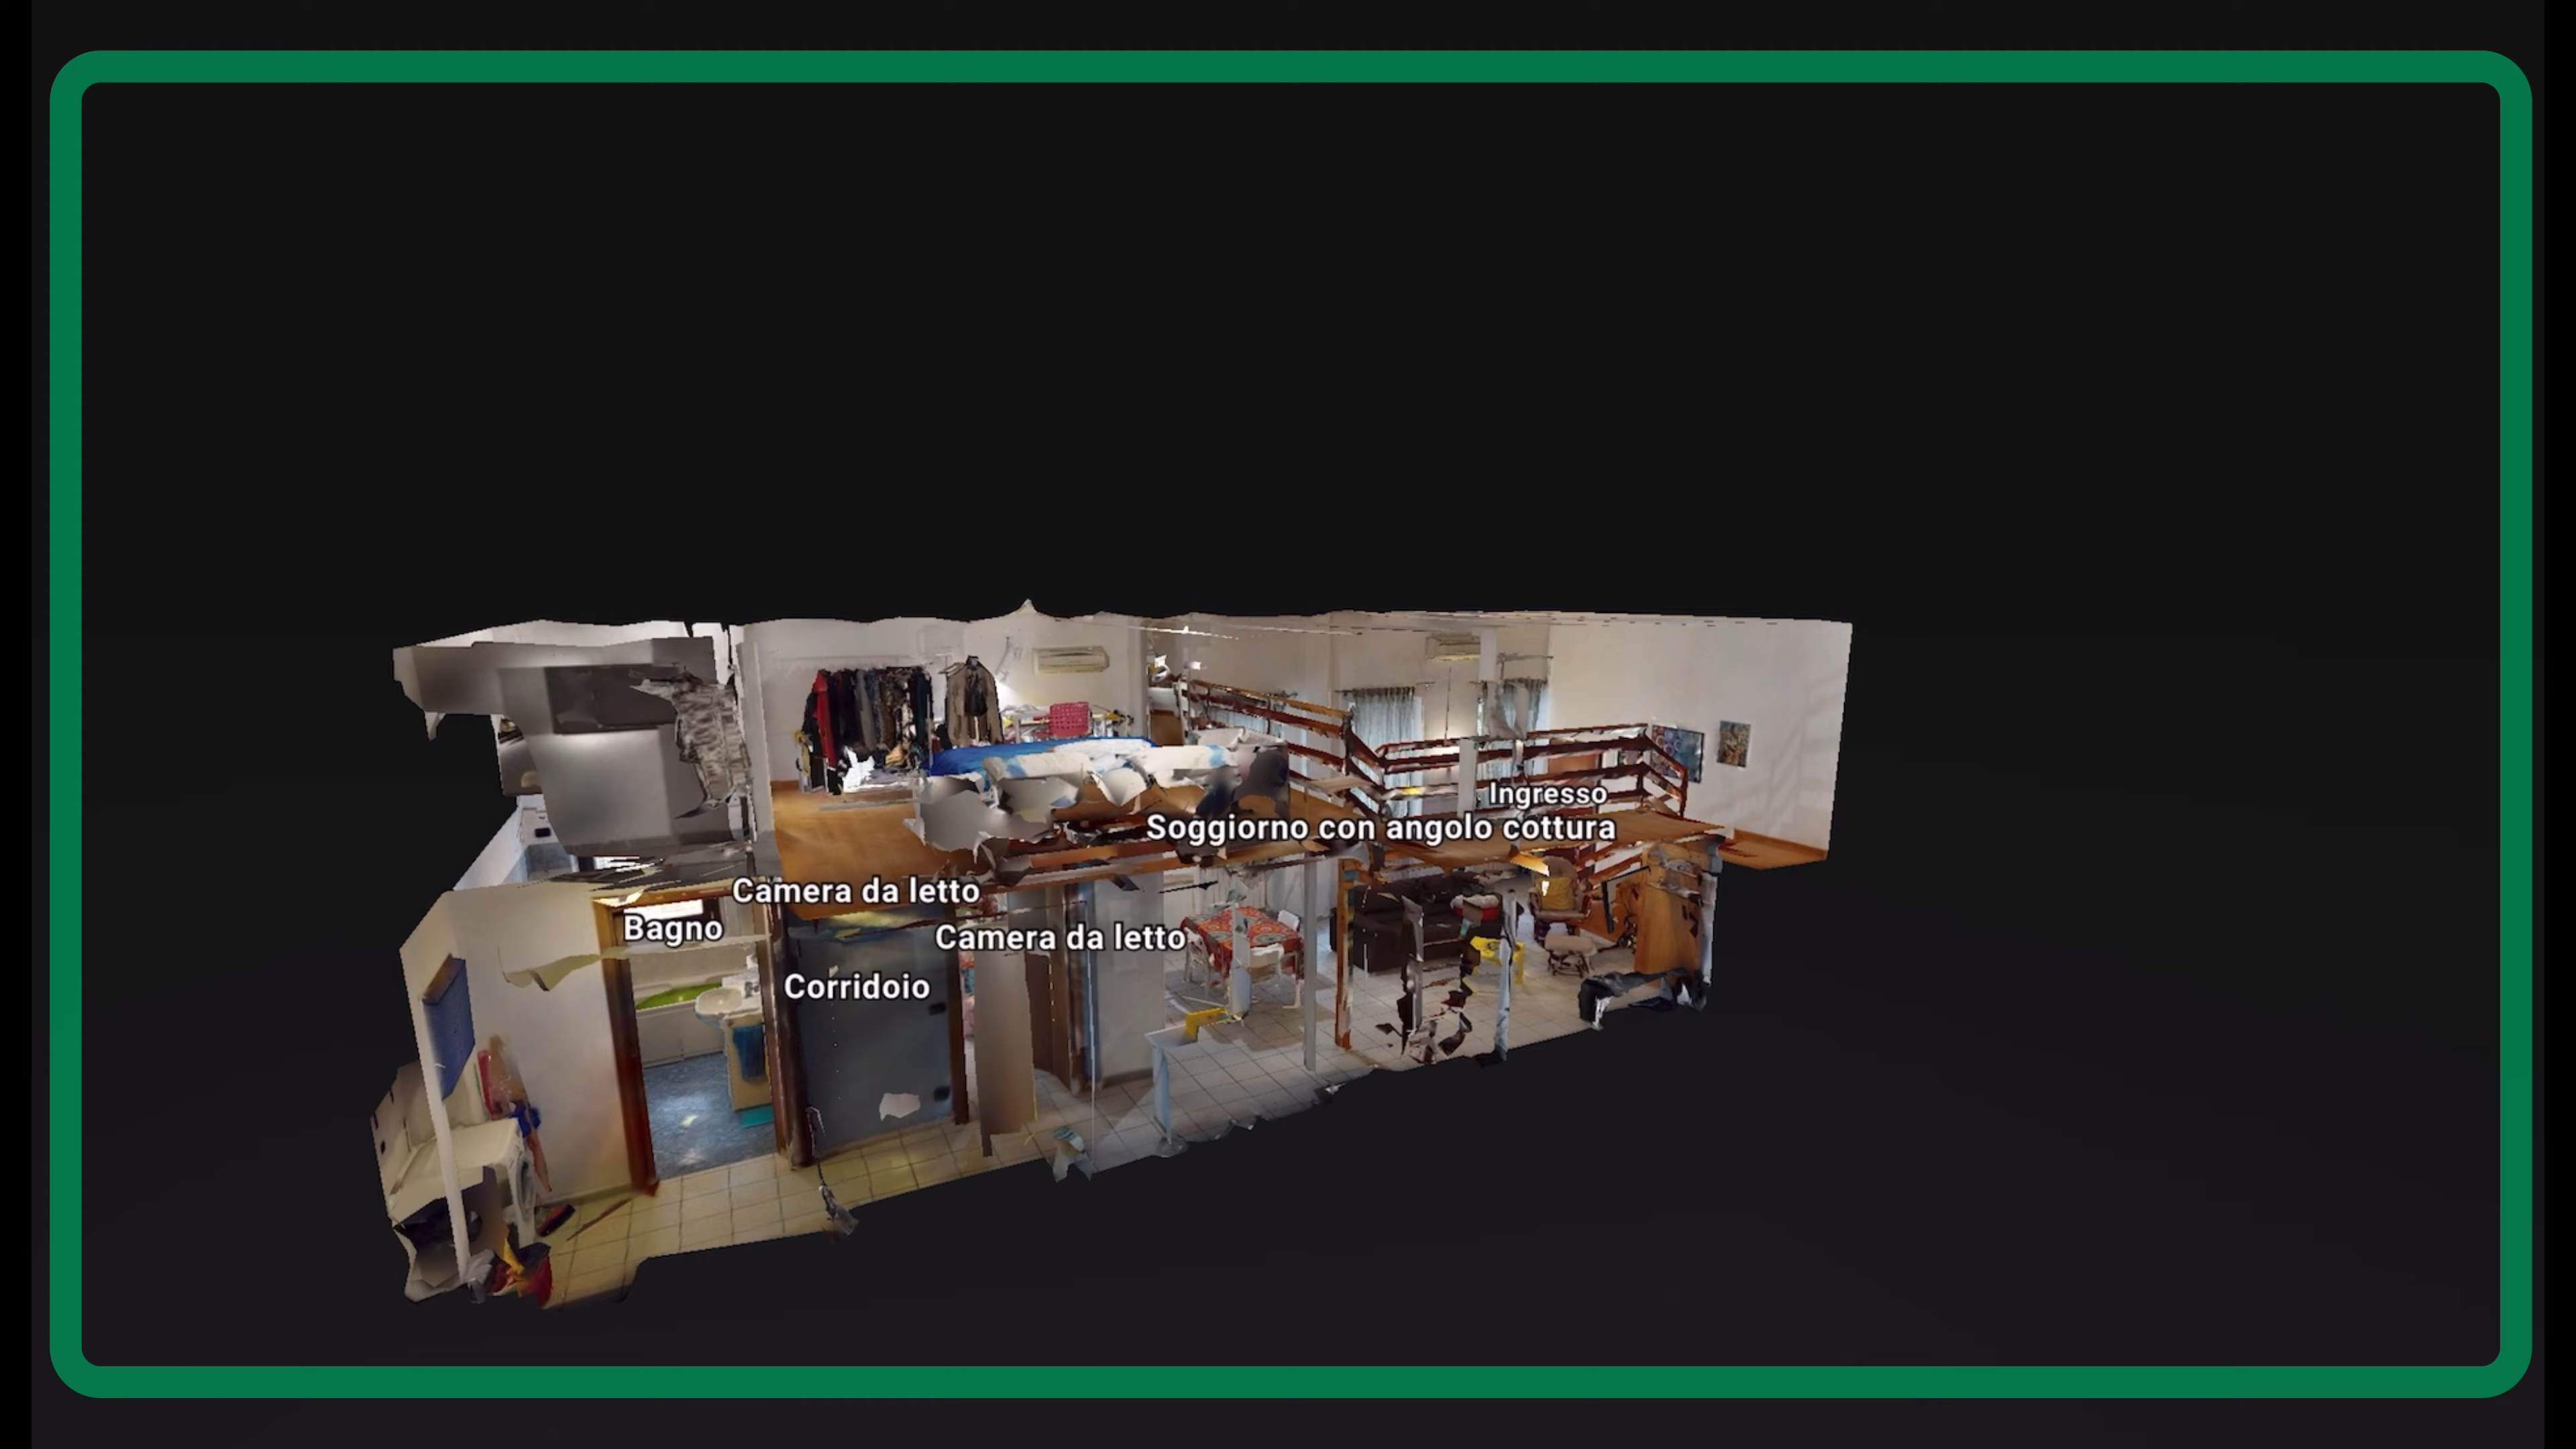 Ingresso
Soggiorno con angolo cottura
Camera da letto
Bagno
Camera da letto
Corridoio